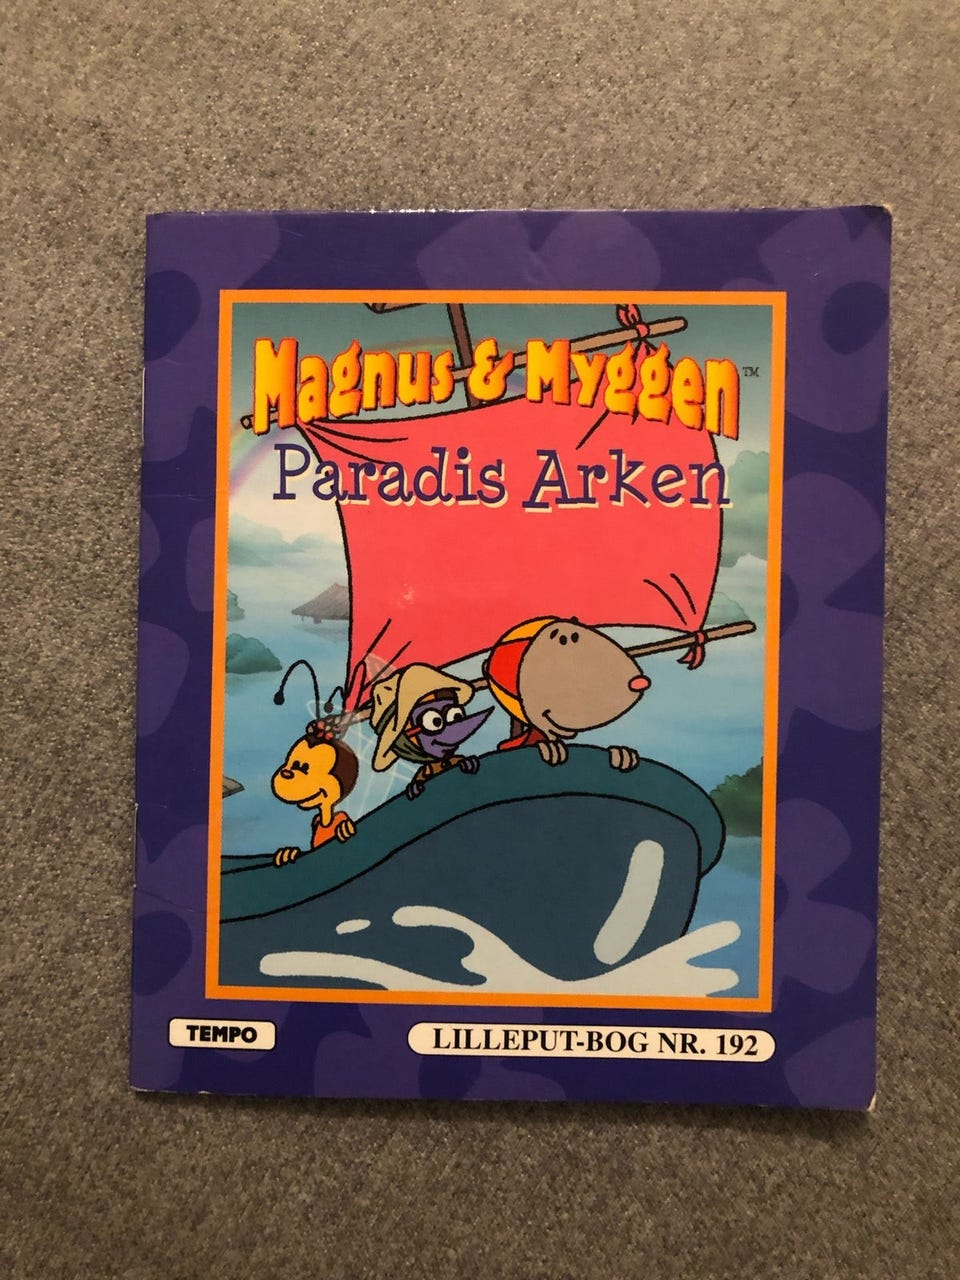 Magnus & Myggen™
Paradis Arken
TEMPO
LILLEPUT-BOG NR. 192